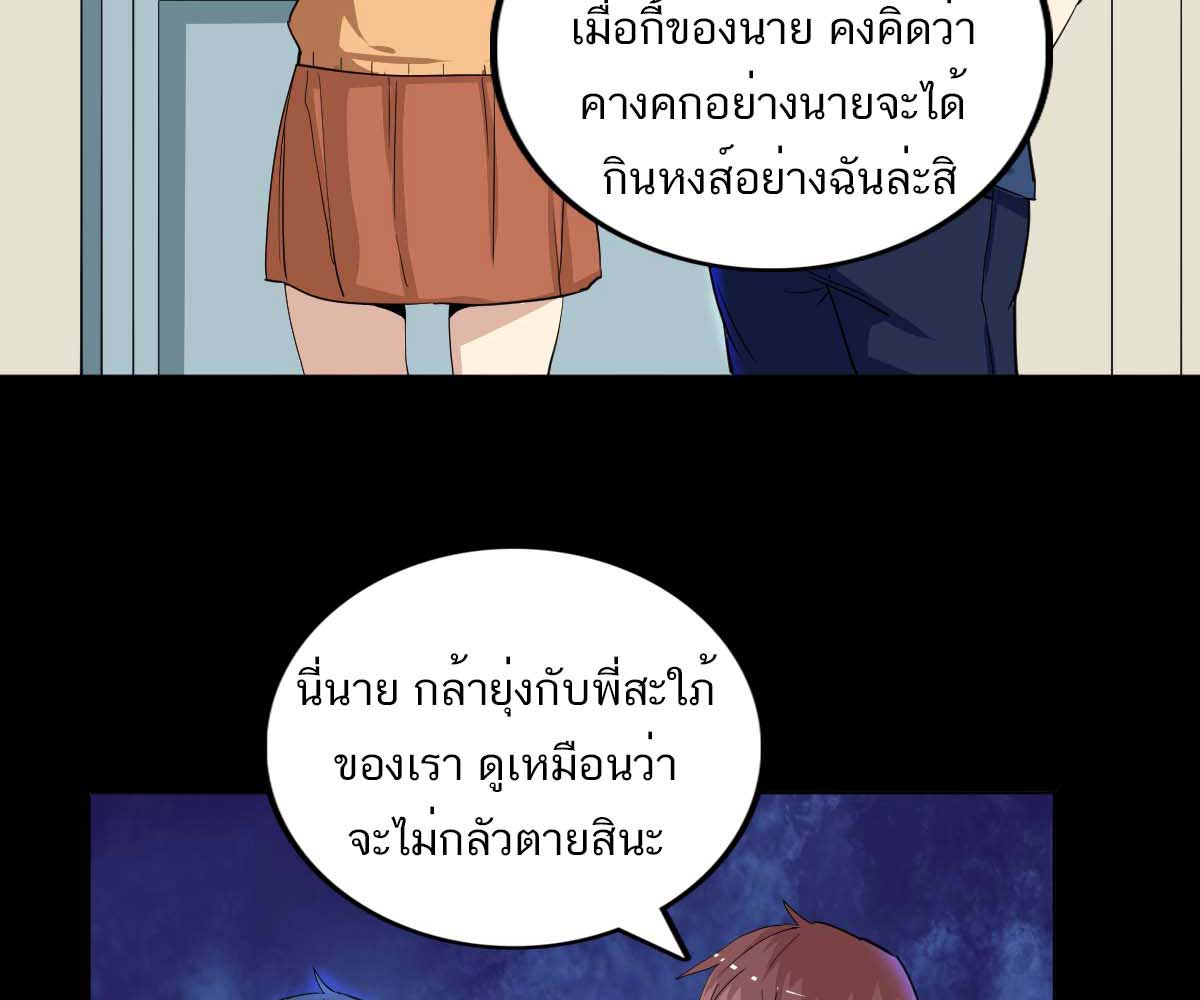 เมื่อกี้ของนาย คงคิดว่า
คางคกอย่างนายจะได้
กินหงส์อย่างฉันล่ะสิ
นี่นาย กล้ายุ่งกับพี่สะใภ้
ของเรา ดูเหมือนว่า
จะไม่กลัวตายสินะ